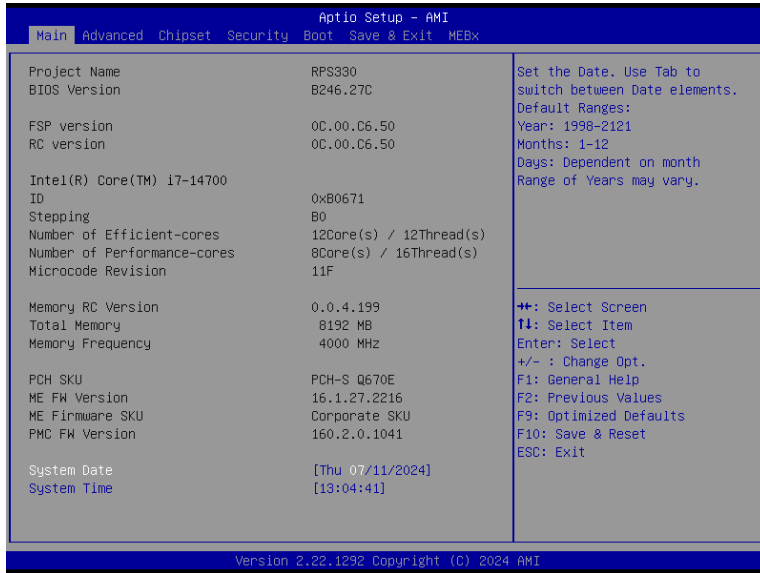 Aptio Setup - AMI
Main Advanced Chipset Security Boot Save & Exit MEBx
Project Name RPS330
BIOS Version B246.27C
FSP version 0C.00.C6.50
RC version 0C.00.C6.50
Intel(R) Core(TM) i7-14700
ID 0xB0671
Stepping B0
Number of Efficient-cores 12Core(s) / 12Thread(s)
Number of Performance-cores 8Core(s) / 16Thread(s)
Microcode Revision 11F
Memory RC Version 0.0.4.199
Total Memory 8192 MB
Memory Frequency 4000 MHz
PCH SKU PCH-S Q670E
ME FW Version 16.1.27.2216
ME Firmware SKU Corporate SKU
PMC FW Version 160.2.0.1041
System Date [Thu 07/11/2024]
System Time [13:04:41]
Set the Date. Use Tab to
switch between Date elements.
Default Ranges:
Year: 1998-2121
Months: 1-12
Days: Dependent on month
Range of Years may vary.
→←: Select Screen
↑↓: Select Item
Enter: Select
+/- : Change Opt.
F1: General Help
F2: Previous Values
F9: Optimized Defaults
F10: Save & Reset
ESC: Exit
Version 2.22.1292 Copyright (C) 2024 AMI